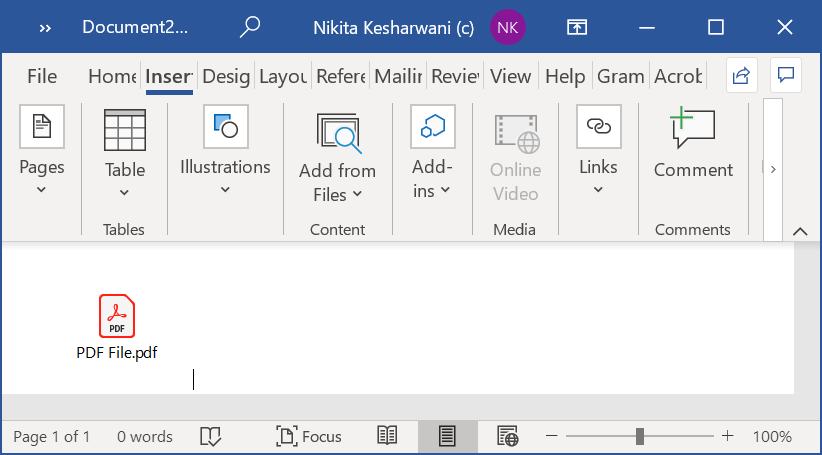 » Document2... Nikita Kesharwani (c) NK
File Home Inser Desig Layou Refere Mailin Review View Help Gram Acrob
Pages Table Illustrations Add from Files Add-ins Online Video Links Comment
Tables Content Media Comments
PDF
PDF File.pdf
Page 1 of 1 0 words Focus 100%